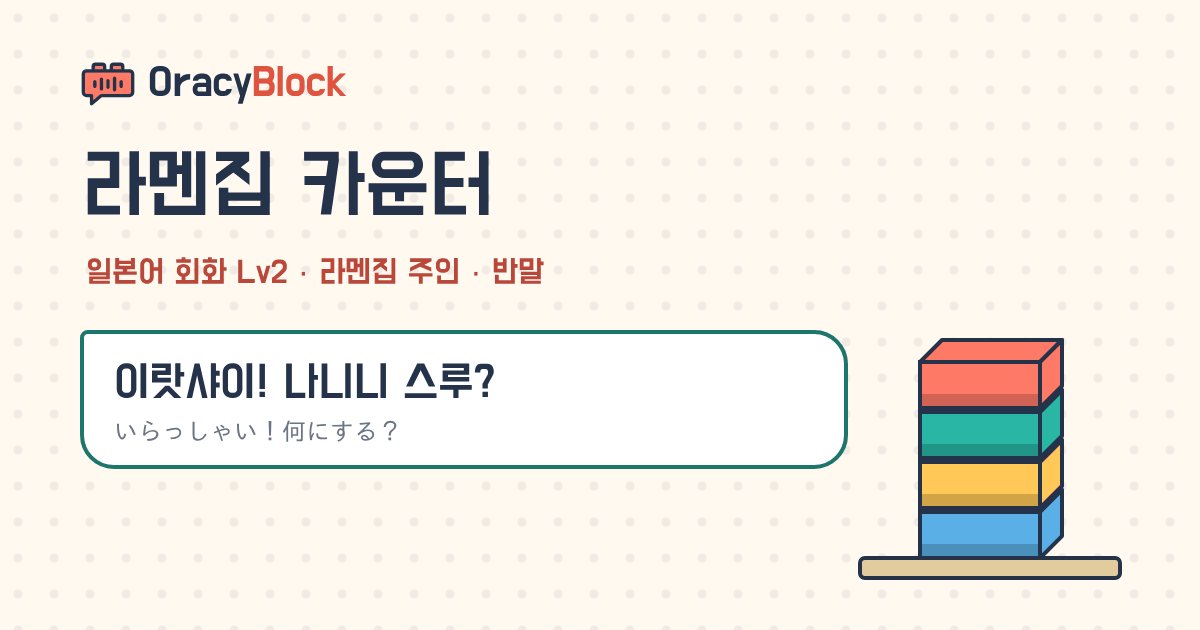 OracyBlock
라멘집 카운터
일본어 회화 Lv2 · 라멘집 주인 · 반말
이랏샤이! 나니니 스루?
いらっしゃい！何にする？